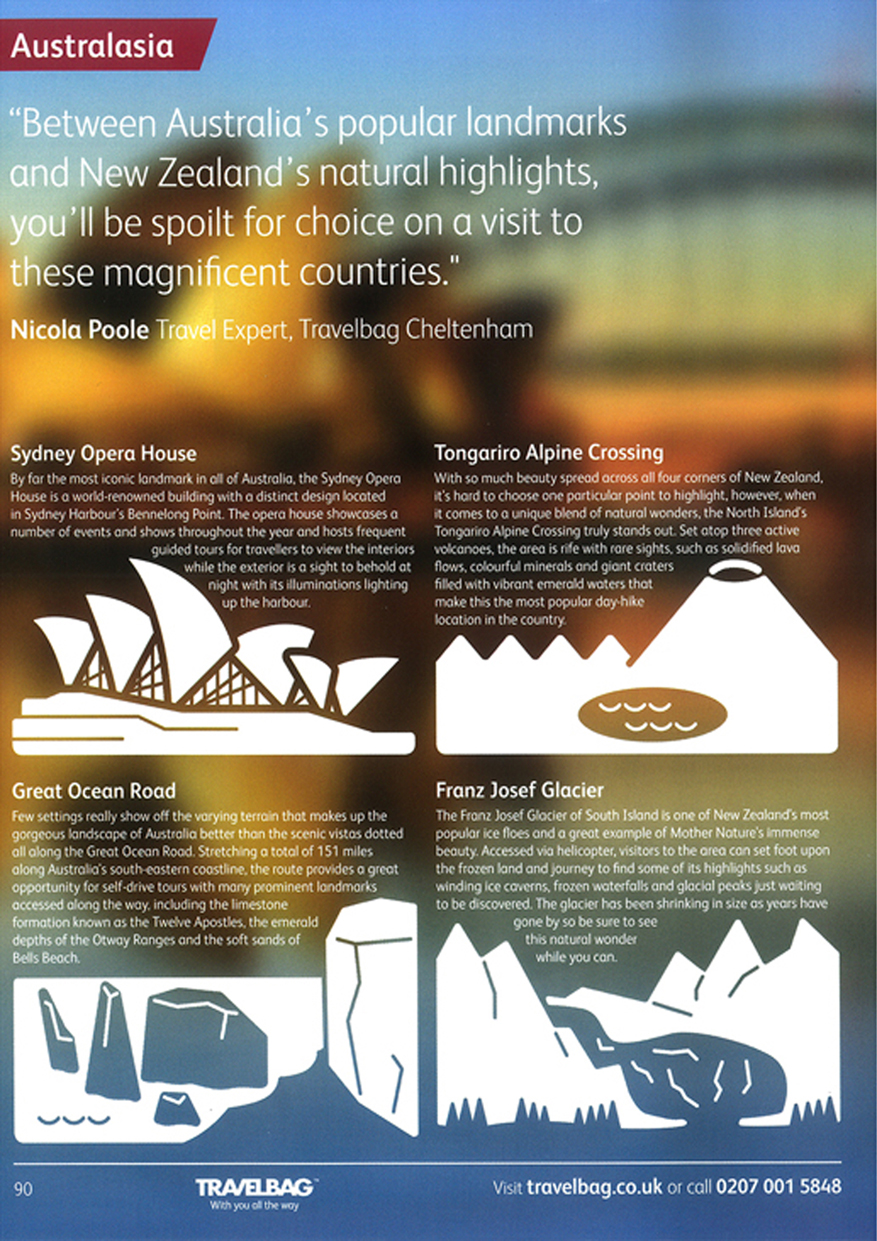 Australasia
“Between Australia’s popular landmarks
and New Zealand’s natural highlights,
you’ll be spoilt for choice on a visit to
these magnificent countries."
Nicola Poole Travel Expert, Travelbag Cheltenham
Sydney Opera House
By far the most iconic landmark in all of Australia, the Sydney Opera
House is a world-renowned building with a distinct design located
in Sydney Harbour’s Bennelong Point. The opera house showcases a
number of events and shows throughout the year and hosts frequent
guided tours for travellers to view the interiors
while the exterior is a sight to behold at
night with its illuminations lighting
up the harbour.
Tongariro Alpine Crossing
With so much beauty spread across all four corners of New Zealand,
it’s hard to choose one particular point to highlight, however, when
it comes to a unique blend of natural wonders, the North Island’s
Tongariro Alpine Crossing truly stands out. Set atop three active
volcanoes, the area is rife with rare sights, such as solidified lava
flows, colourful minerals and giant craters
filled with vibrant emerald waters that
make this the most popular day-hike
location in the country.
Great Ocean Road
Few settings really show off the varying terrain that makes up the
gorgeous landscape of Australia better than the scenic vistas dotted
all along the Great Ocean Road. Stretching a total of 151 miles
along Australia’s south-eastern coastline, the route provides a great
opportunity for self-drive tours with many prominent landmarks
accessed along the way, including the limestone
formation known as the Twelve Apostles, the emerald
depths of the Otway Ranges and the soft sands of
Bells Beach.
Franz Josef Glacier
The Franz Josef Glacier of South Island is one of New Zealand’s most
popular ice floes and a great example of Mother Nature’s immense
beauty. Accessed via helicopter, visitors to the area can set foot upon
the frozen land and journey to find some of its highlights such as
winding ice caverns, frozen waterfalls and glacial peaks just waiting
to be discovered. The glacier has been shrinking in size as years have
gone by so be sure to see
this natural wonder
while you can.
90
TRAVELBAG™
With you all the way
Visit travelbag.co.uk or call 0207 001 5848